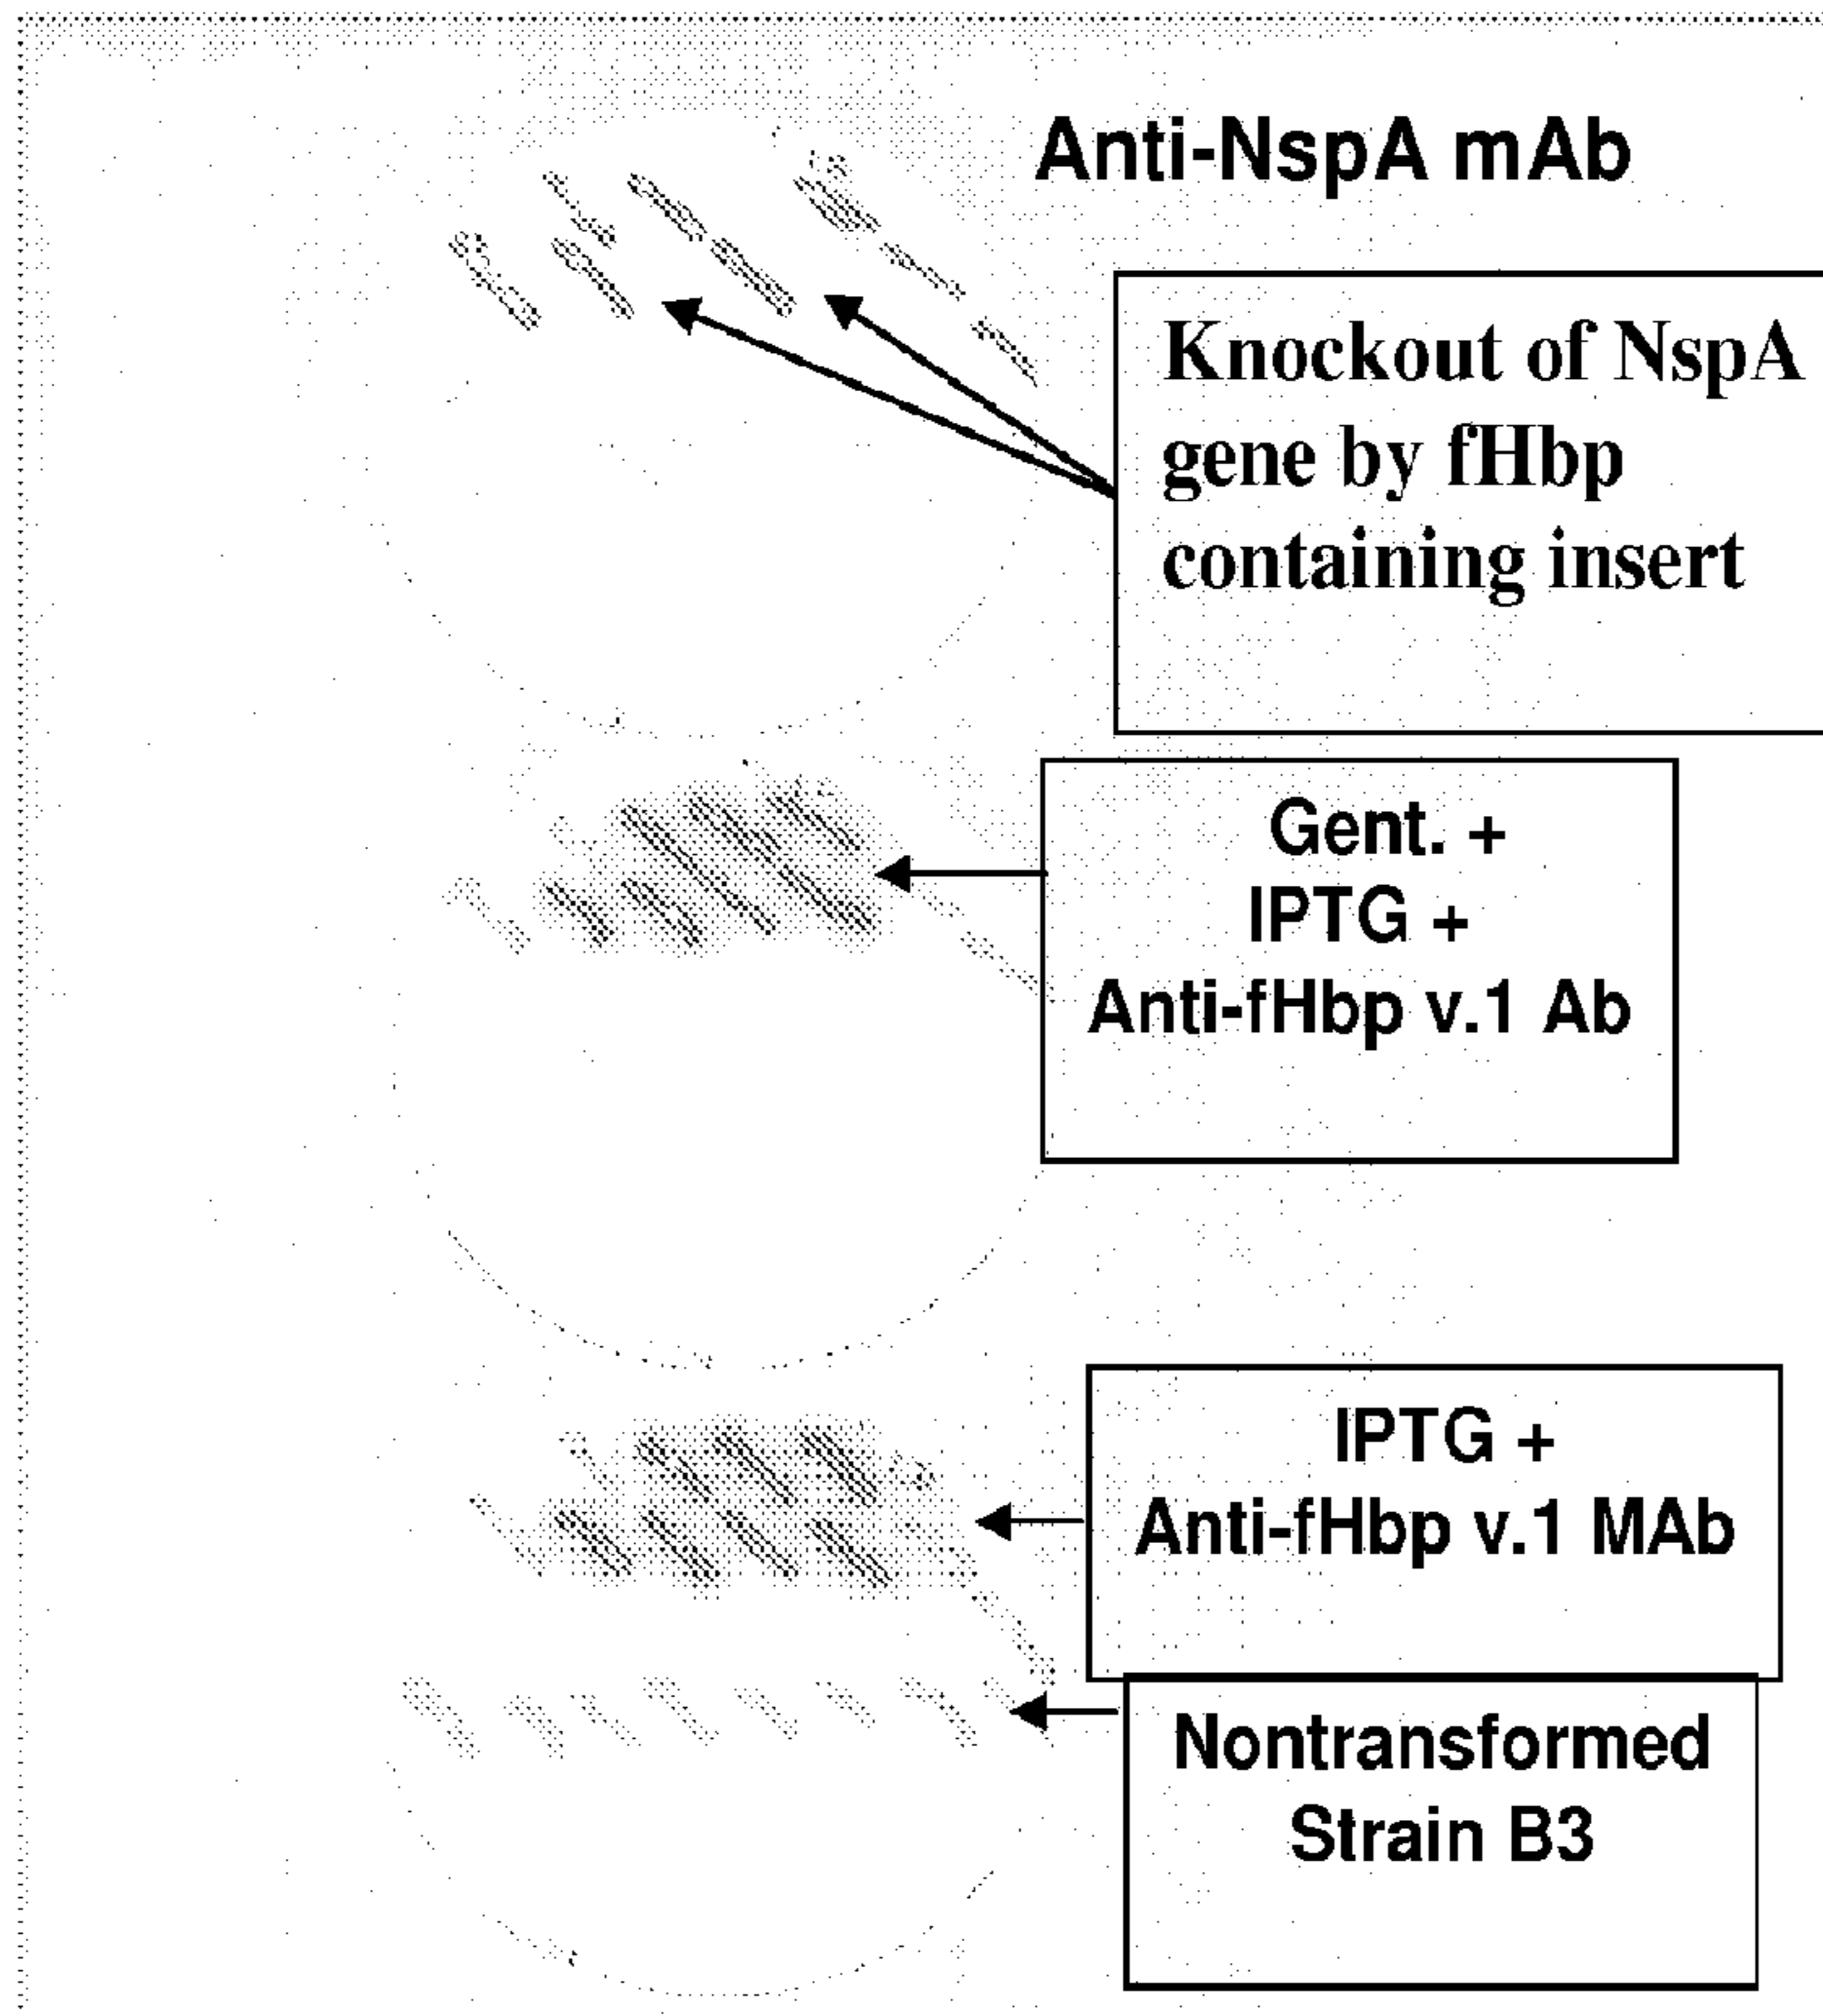 Anti-NspA mAb
Knockout of NspA
gene by fHbp
containing insert
Gent. +
IPTG +
Anti-fHbp v.1 Ab
IPTG +
Anti-fHbp v.1 MAb
Nontransformed
Strain B3